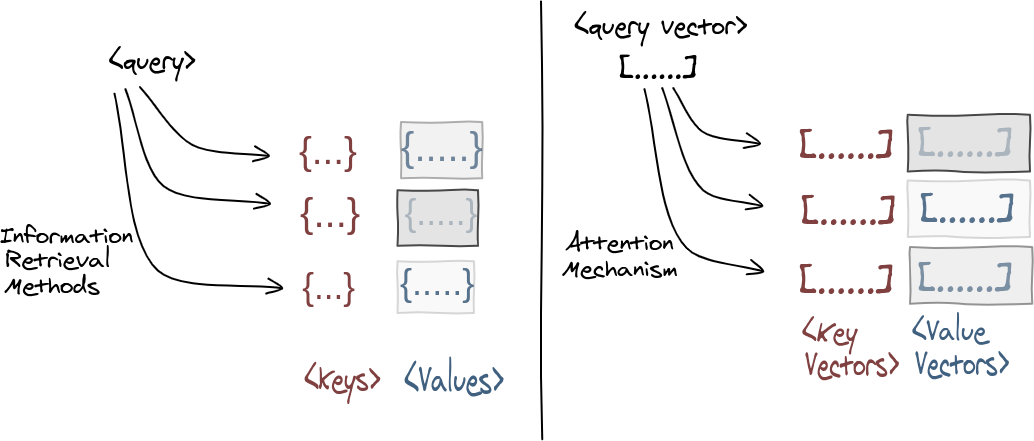 <query>
{...} {.....}
{...} {.....}
Information
Retrieval
Methods
{...} {.....}
<Keys> <Values>
<query vector>
[......]
[......] [......]
[......] [......]
Attention
Mechanism
[......] [......]
<Key
Vectors>
<Value
Vectors>